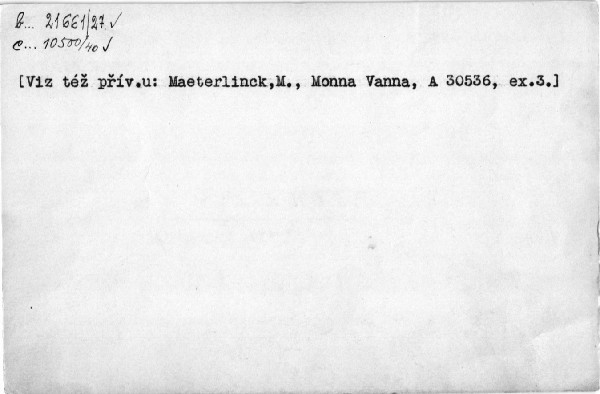 b... 21661/27 √
c... 10500/40 √
[Viz též přív.u: Maeterlinck,M., Monna Vanna, A 30536, ex.3.]